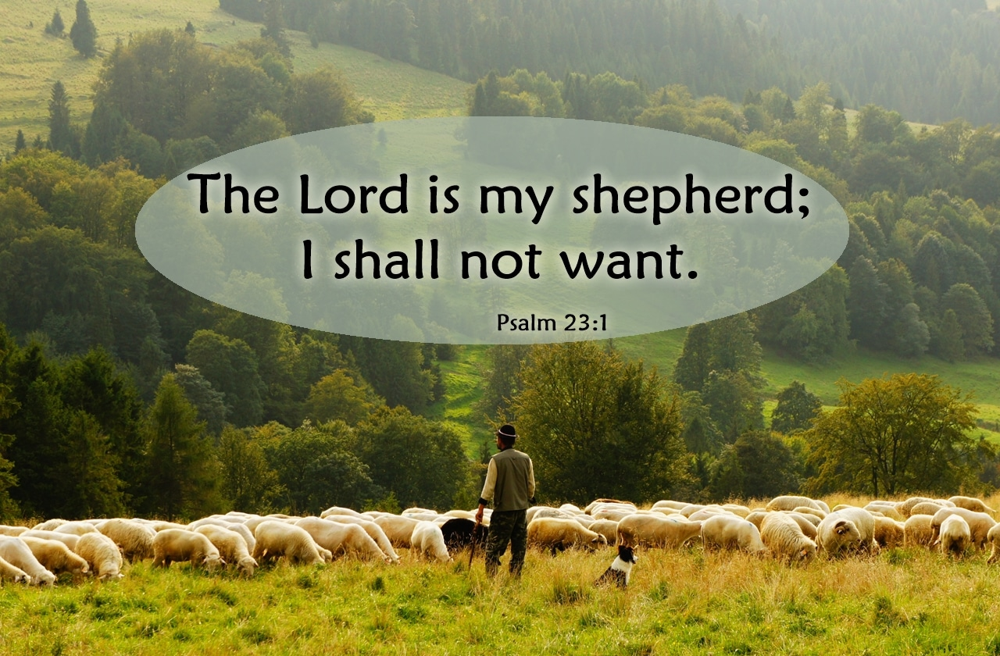 The Lord is my shepherd;
I shall not want.
Psalm 23:1